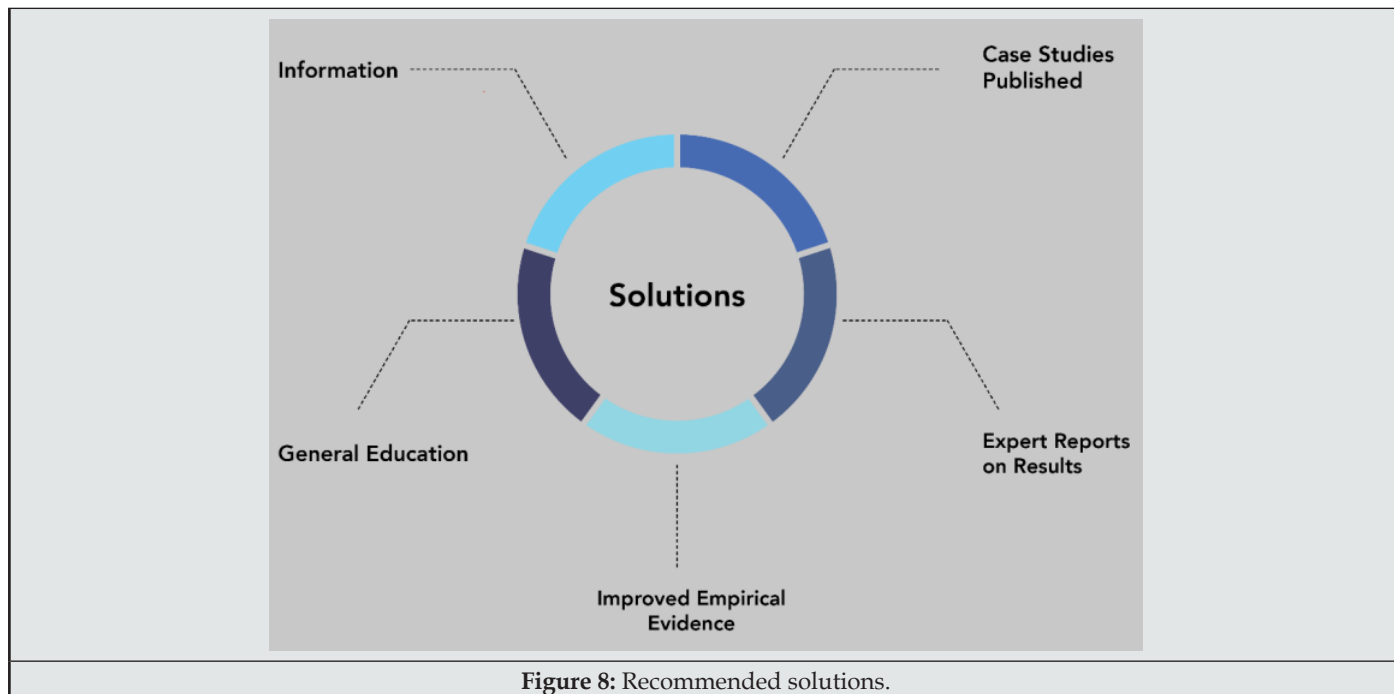 Information
Case Studies
Published
Solutions
General Education
Expert Reports
on Results
Improved Empirical
Evidence
Figure 8: Recommended solutions.